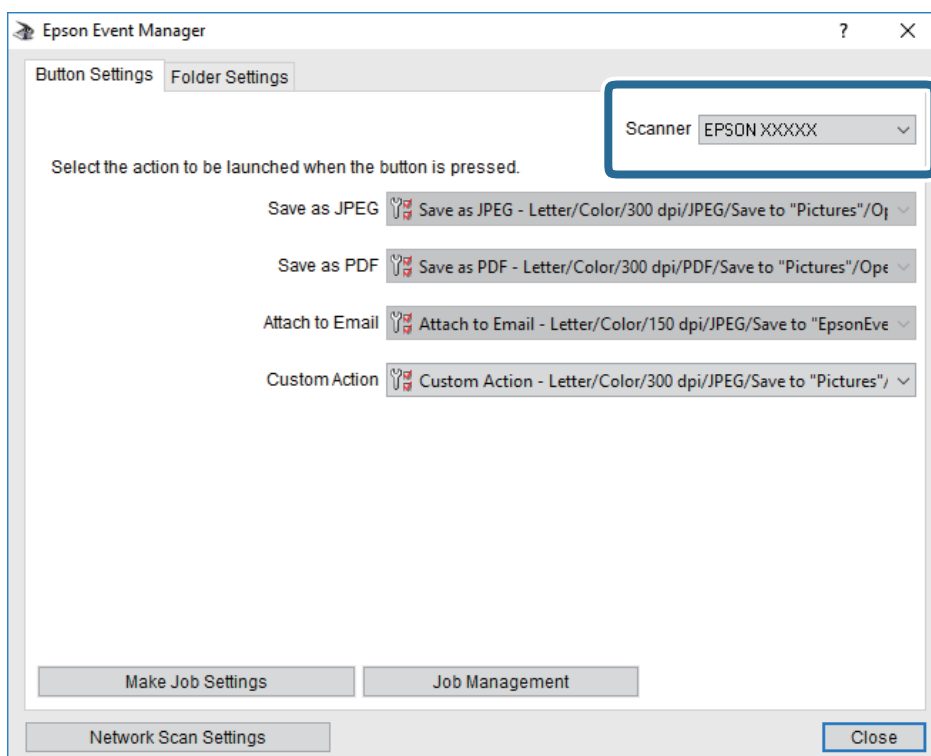 Epson Event Manager
Button Settings Folder Settings
Scanner EPSON XXXXX
Select the action to be launched when the button is pressed.
Save as JPEG Save as JPEG - Letter/Color/300 dpi/JPEG/Save to "Pictures"/Op
Save as PDF Save as PDF - Letter/Color/300 dpi/PDF/Save to "Pictures"/Ope
Attach to Email Attach to Email - Letter/Color/150 dpi/JPEG/Save to "EpsonEve
Custom Action Custom Action - Letter/Color/300 dpi/JPEG/Save to "Pictures"/
Make Job Settings Job Management
Network Scan Settings Close